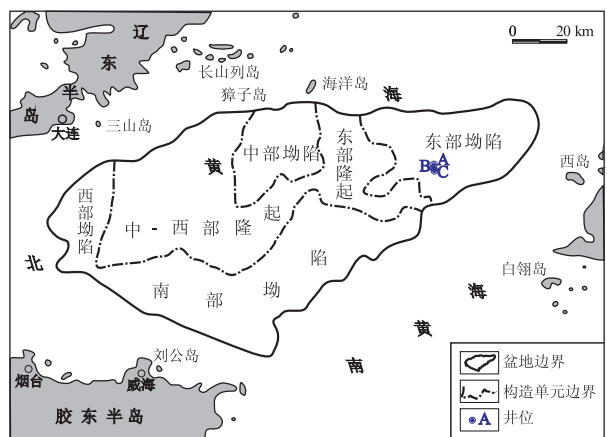 辽
东
半
岛
大连
三山岛
长山列岛
獐子岛
海洋岛
0 20 km
海
黄
北
中部坳陷
东部隆起
东部坳陷
B A
C
西岛
西部坳陷
中-西部隆起
南部坳陷
白翎岛
海
黄
南
刘公岛
烟台
威海
胶东半岛
盆地边界
构造单元边界
A 井位